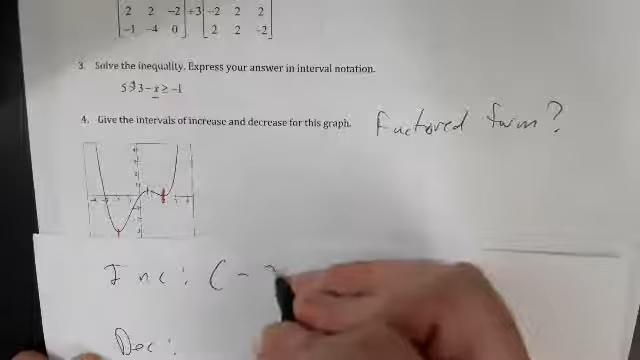 2 2 -2 +3 -2 2 2
-1 -4 0 2 2 -2
3. Solve the inequality. Express your answer in interval notation.
5 > 3 - x ≥ -1
4. Give the intervals of increase and decrease for this graph.
Factored form?
Inc: (-
Dec: